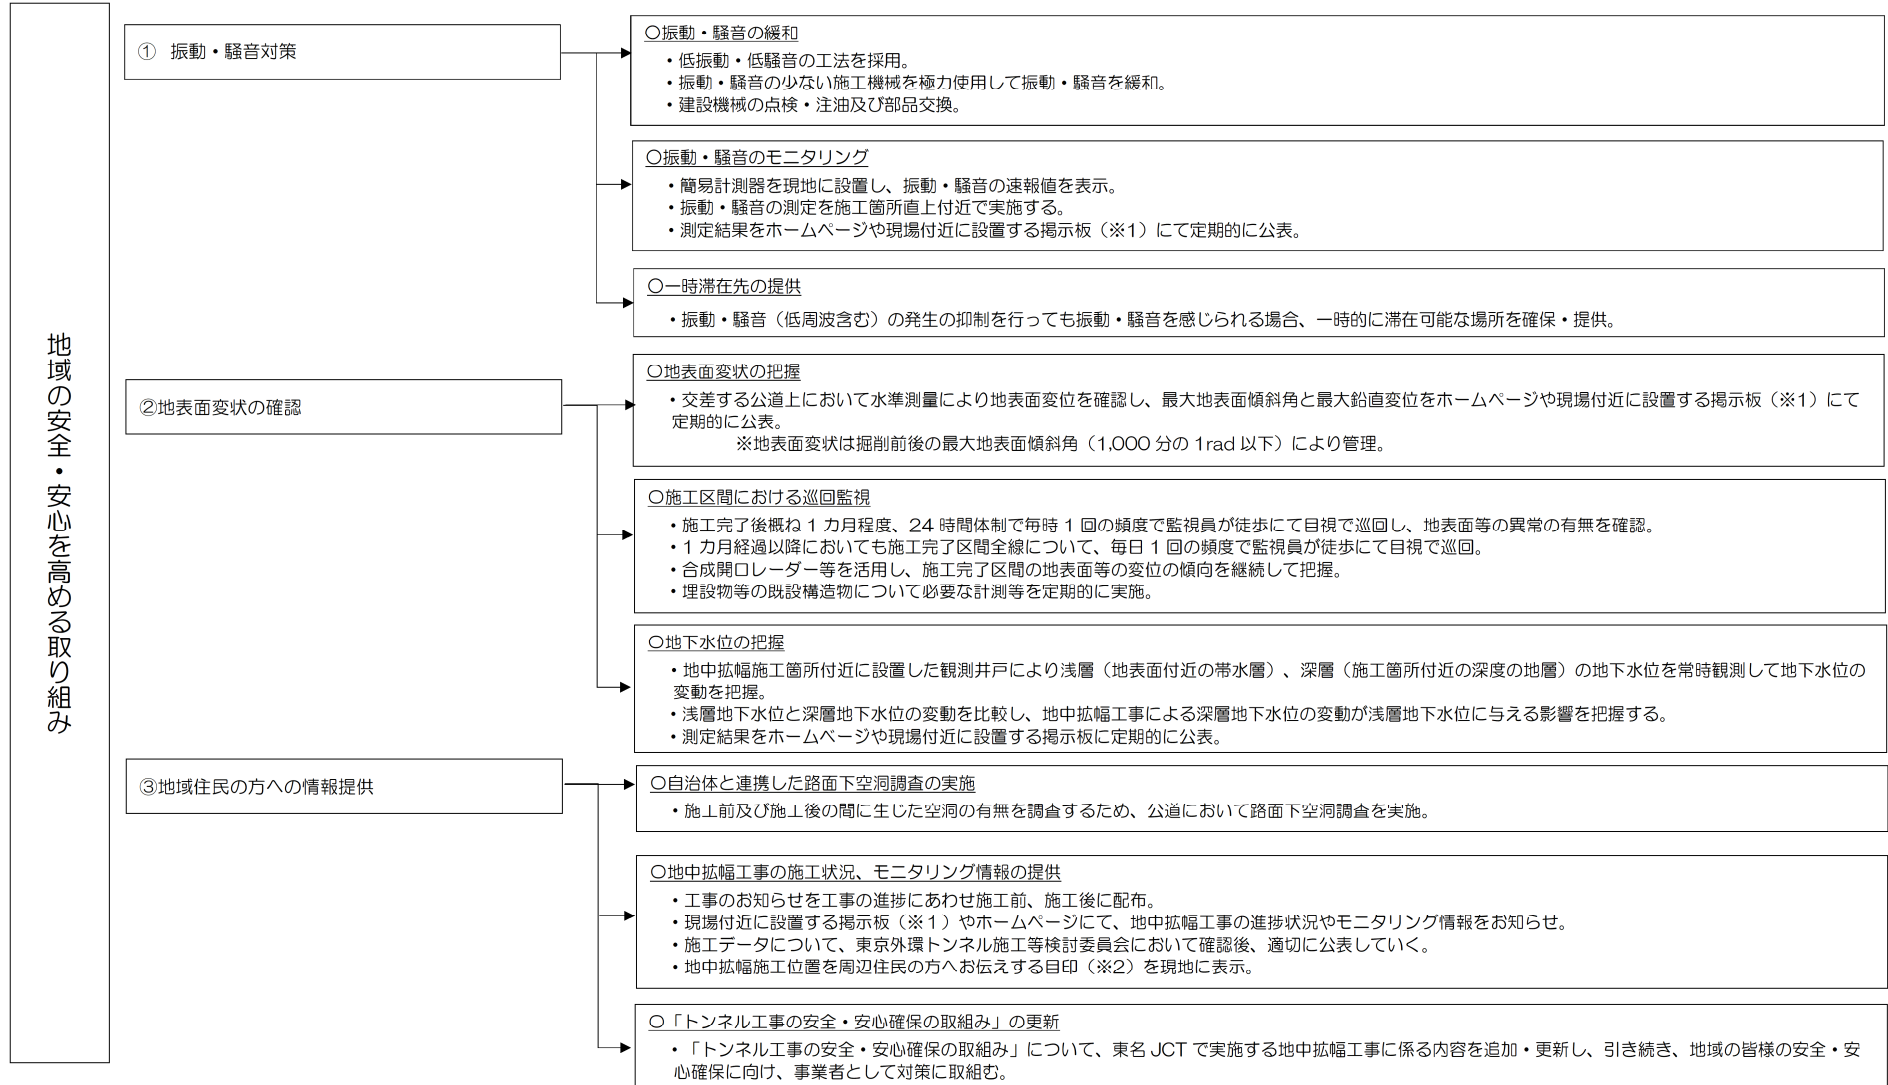 地域の安全・安心を高める取り組み
① 振動・騒音対策
〇振動・騒音の緩和
・低振動・低騒音の工法を採用。
・振動・騒音の少ない施工機械を極力使用して振動・騒音を緩和。
・建設機械の点検・注油及び部品交換。
〇振動・騒音のモニタリング
・簡易計測器を現地に設置し、振動・騒音の速報値を表示。
・振動・騒音の測定を施工箇所直上付近で実施する。
・測定結果をホームページや現場付近に設置する掲示板（※1）にて定期的に公表。
〇一時滞在先の提供
・振動・騒音（低周波含む）の発生の抑制を行っても振動・騒音を感じられる場合、一時的に滞在可能な場所を確保・提供。
②地表面変状の確認
〇地表面変状の把握
・交差する公道上において水準測量により地表面変位を確認し、最大地表面傾斜角と最大鉛直変位をホームページや現場付近に設置する掲示板（※1）にて
定期的に公表。
※地表面変状は掘削前後の最大地表面傾斜角（1,000 分の 1rad 以下）により管理。
〇施工区間における巡回監視
・施工完了後概ね 1 カ月程度、24 時間体制で毎時 1 回の頻度で監視員が徒歩にて目視で巡回し、地表面等の異常の有無を確認。
・1 カ月経過以降においても施工完了区間全線について、毎日 1 回の頻度で監視員が徒歩にて目視で巡回。
・合成開口レーダー等を活用し、施工完了区間の地表面等の変位の傾向を継続して把握。
・埋設物等の既設構造物について必要な計測等を定期的に実施。
〇地下水位の把握
・地中拡幅施工箇所付近に設置した観測井戸により浅層（地表面付近の帯水層）、深層（施工箇所付近の深度の地層）の地下水位を常時観測して地下水位の
変動を把握。
・浅層地下水位と深層地下水位の変動を比較し、地中拡幅工事による深層地下水位の変動が浅層地下水位に与える影響を把握する。
・測定結果をホームページや現場付近に設置する掲示板に定期的に公表。
③地域住民の方への情報提供
〇自治体と連携した路面下空洞調査の実施
・施工前及び施工後の間に生じた空洞の有無を調査するため、公道において路面下空洞調査を実施。
〇地中拡幅工事の施工状況、モニタリング情報の提供
・工事のお知らせを工事の進捗にあわせ施工前、施工後に配布。
・現場付近に設置する掲示板（※１）やホームページにて、地中拡幅工事の進捗状況やモニタリング情報をお知らせ。
・施工データについて、東京外環トンネル施工等検討委員会において確認後、適切に公表していく。
・地中拡幅施工位置を周辺住民の方へお伝えする目印（※2）を現地に表示。
〇「トンネル工事の安全・安心確保の取組み」の更新
・「トンネル工事の安全・安心確保の取組み」について、東名 JCT で実施する地中拡幅工事に係る内容を追加・更新し、引き続き、地域の皆様の安全・安
心確保に向け、事業者として対策に取組む。